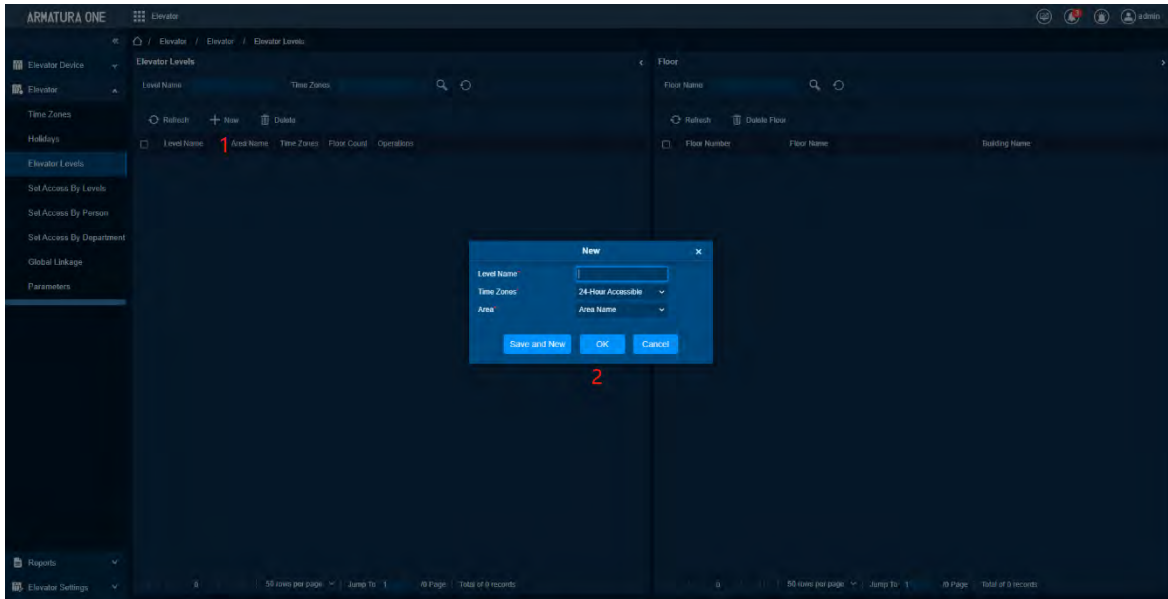 ARMATURA ONE
Elevator
admin
/ Elevator / Elevator / Elevator Levels
Elevator Device
Elevator
Time Zones
Holidays
Elevator Levels
Set Access By Levels
Set Access By Person
Set Access By Department
Global Linkage
Parameters
Reports
Elevator Settings
Elevator Levels
Level Name
Time Zones
Refresh
New
Delete
1
Level Name Area Name Time Zones Floor Count Operations
0 50 rows per page Jump To 1 /0 Page Total of 0 records
Floor
Floor Name
Refresh
Delete Floor
Floor Number Floor Name Building Name
0 50 rows per page Jump To 1 /0 Page Total of 0 records
New
Level Name*
Time Zones* 24-Hour Accessible
Area* Area Name
Save and New OK Cancel
2